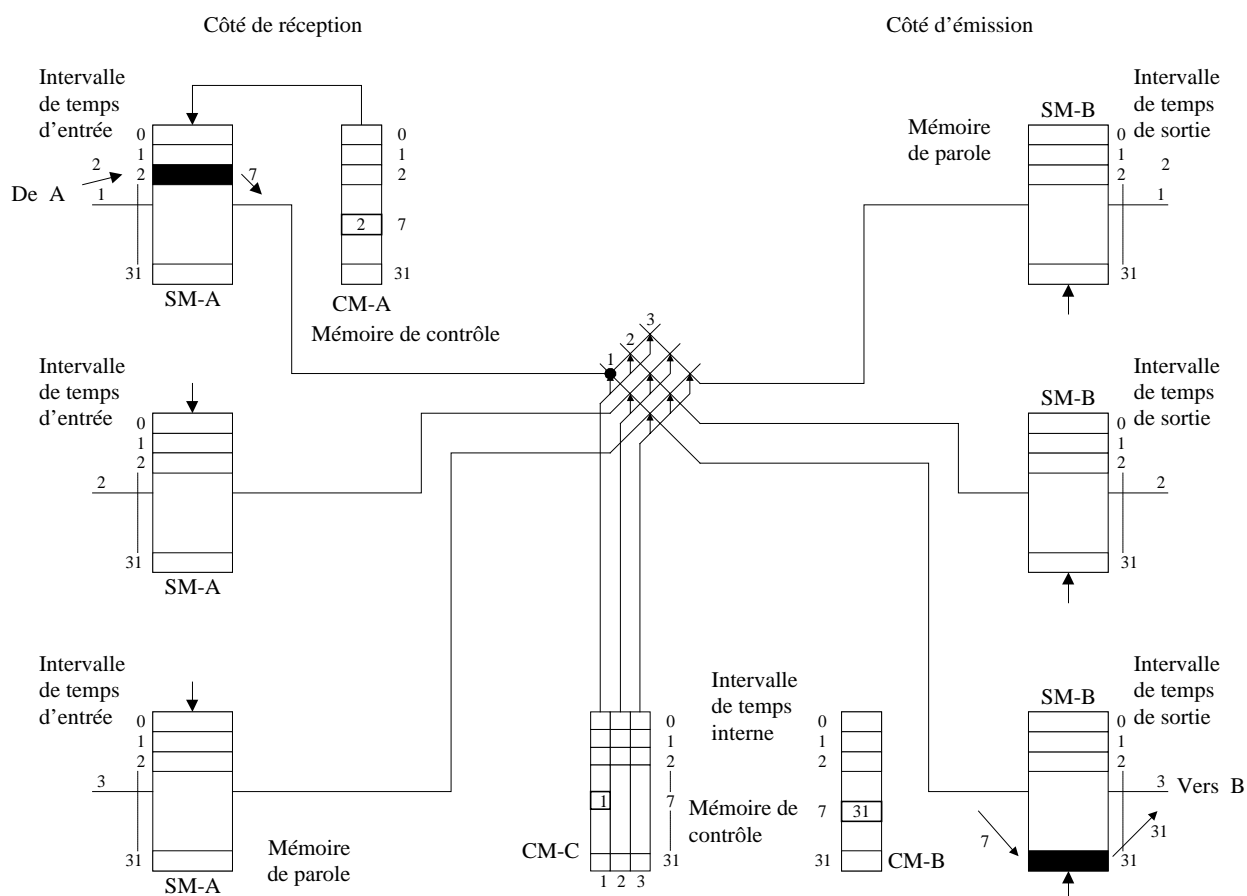 Côté de réception
Côté d'émission
Intervalle
de temps
d'entrée
0
1
2
31
2
De A
1
7
SM-A
0
1
2
2
7
31
CM-A
Mémoire de contrôle
Mémoire
de parole
SM-B
Intervalle
de temps
de sortie
0
1
2
2
1
31
1
2
3
Intervalle
de temps
d'entrée
0
1
2
2
31
SM-A
SM-B
Intervalle
de temps
de sortie
0
1
2
2
31
Intervalle
de temps
d'entrée
0
1
2
3
31
SM-A
Mémoire
de parole
0
1
2
1
7
31
CM-C
1 2 3
Intervalle
de temps
interne
Mémoire de
contrôle
0
1
2
7
31
31
CM-B
SM-B
Intervalle
de temps
de sortie
0
1
2
3
Vers B
7
31
31